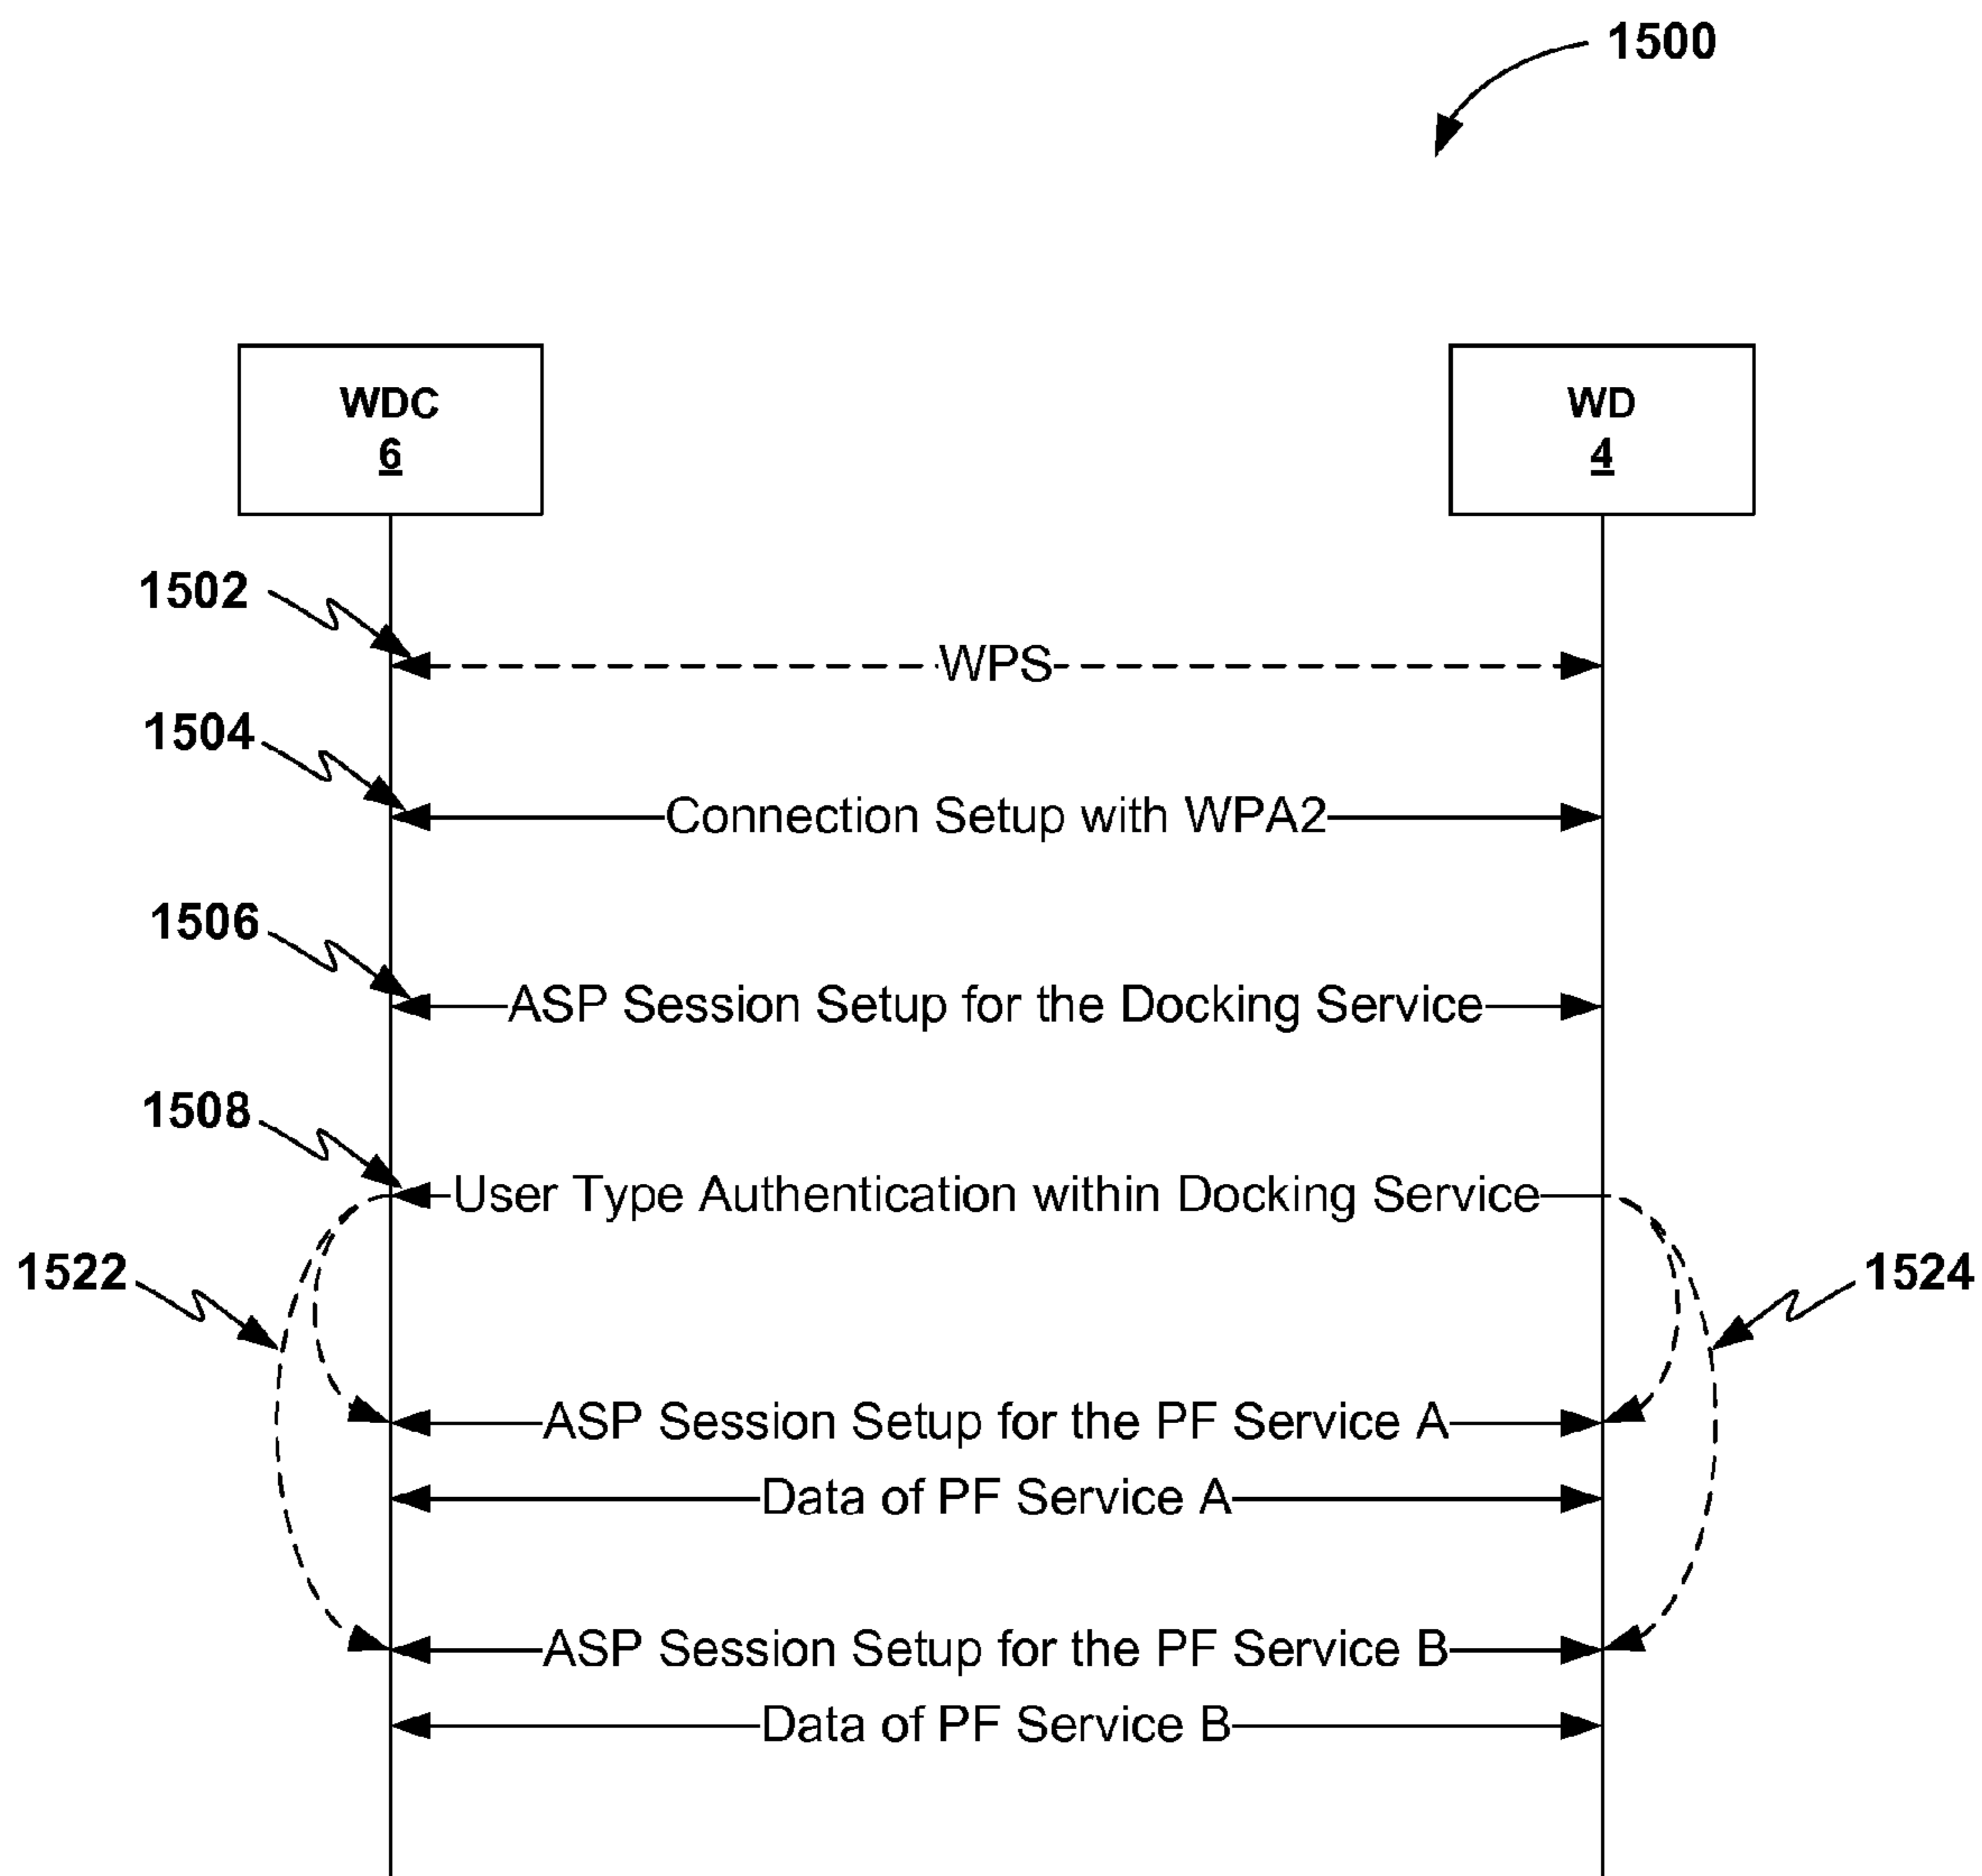 1500
WDC
6
WD
4
1502
WPS
1504
Connection Setup with WPA2
1506
ASP Session Setup for the Docking Service
1508
User Type Authentication within Docking Service
1522
1524
ASP Session Setup for the PF Service A
Data of PF Service A
ASP Session Setup for the PF Service B
Data of PF Service B